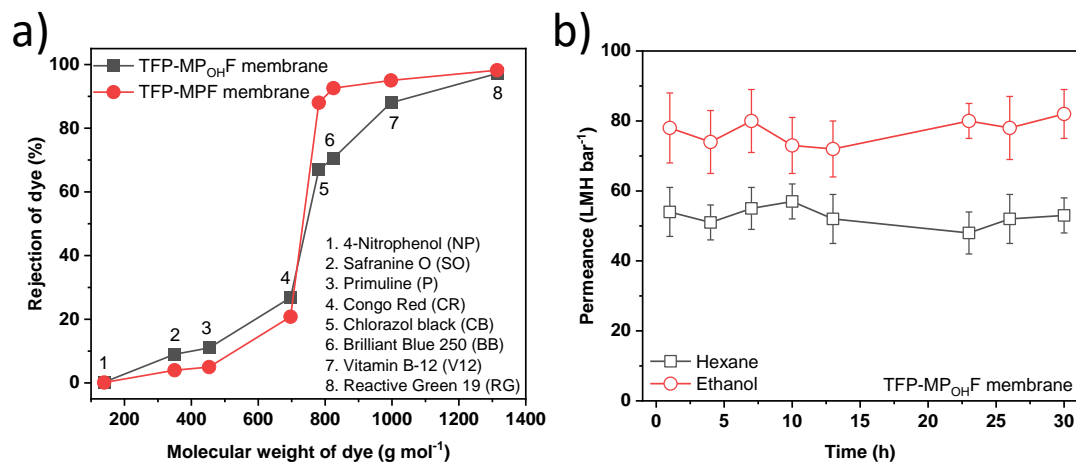 a)
TFP-MP_OHF membrane
TFP-MPF membrane
Rejection of dye (%)
100
80
60
40
20
0
1
2
3
4
5
6
7
8
1. 4-Nitrophenol (NP)
2. Safranine O (SO)
3. Primuline (P)
4. Congo Red (CR)
5. Chlorazol black (CB)
6. Brilliant Blue 250 (BB)
7. Vitamin B-12 (V12)
8. Reactive Green 19 (RG)
200 400 600 800 1000 1200 1400
Molecular weight of dye (g mol⁻¹)
b)
Permeance (LMH bar⁻¹)
100
80
60
40
20
0
Hexane
Ethanol
TFP-MP_OHF membrane
0 5 10 15 20 25 30
Time (h)